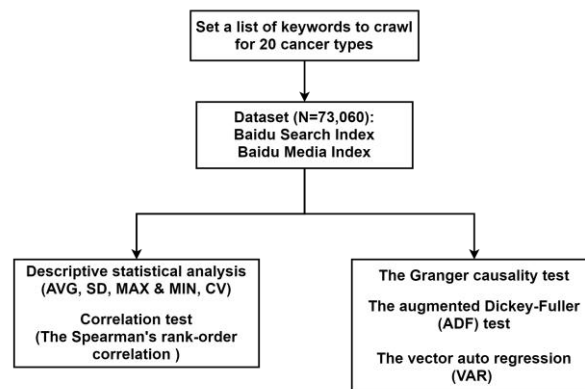 Set a list of keywords to crawl
for 20 cancer types
Dataset (N=73,060):
Baidu Search Index
Baidu Media Index
Descriptive statistical analysis
(AVG, SD, MAX & MIN, CV)
Correlation test
(The Spearman's rank-order
correlation )
The Granger causality test
The augmented Dickey-Fuller
(ADF) test
The vector auto regression
(VAR)